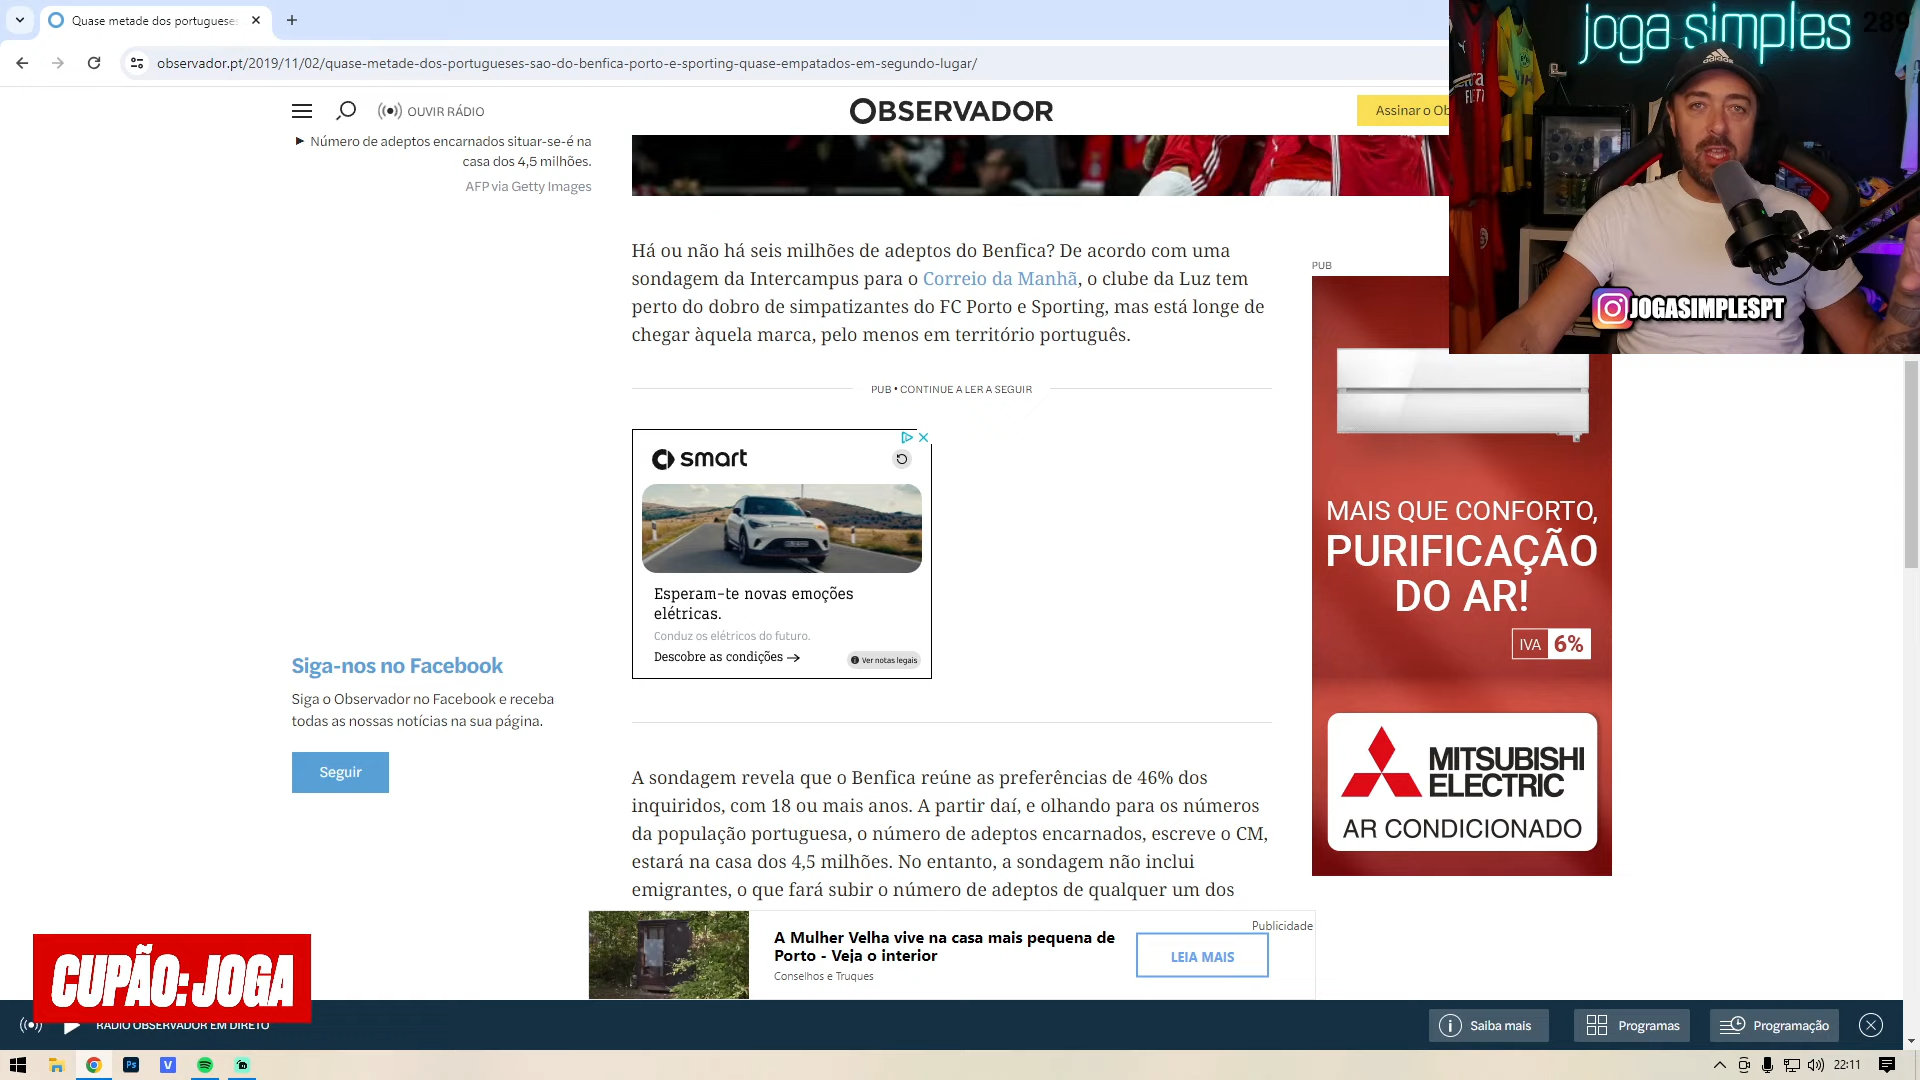 Quase metade dos portugueses
observador.pt/2019/11/02/quase-metade-dos-portugueses-sao-do-benfica-porto-e-sporting-quase-empatados-em-segundo-lugar/
joga simples
289
OUVIR RÁDIO
OBSERVADOR
Assinar o Ob
Número de adeptos encarnados situar-se-é na
casa dos 4,5 milhões.
AFP via Getty Images
Há ou não há seis milhões de adeptos do Benfica? De acordo com uma
sondagem da Intercampus para o Correio da Manhã, o clube da Luz tem
perto do dobro de simpatizantes do FC Porto e Sporting, mas está longe de
chegar àquela marca, pelo menos em território português.
PUB
JOGASIMPLESPT
PUB • CONTINUE A LER A SEGUIR
smart
Esperam-te novas emoções
elétricas.
Conduz os elétricos do futuro.
Descobre as condições →
Ver notas legais
MAIS QUE CONFORTO,
PURIFICAÇÃO
DO AR!
IVA 6%
MITSUBISHI
ELECTRIC
AR CONDICIONADO
Siga-nos no Facebook
Siga o Observador no Facebook e receba
todas as nossas notícias na sua página.
Seguir
A sondagem revela que o Benfica reúne as preferências de 46% dos
inquiridos, com 18 ou mais anos. A partir daí, e olhando para os números
da população portuguesa, o número de adeptos encarnados, escreve o CM,
estará na casa dos 4,5 milhões. No entanto, a sondagem não inclui
emigrantes, o que fará subir o número de adeptos de qualquer um dos
Publicidade
A Mulher Velha vive na casa mais pequena de
Porto - Veja o interior
Conselhos e Truques
LEIA MAIS
CUPÃO: JOGA
RÁDIO OBSERVADOR EM DIRETO
Saiba mais
Programas
Programação
Ps
V
22:11